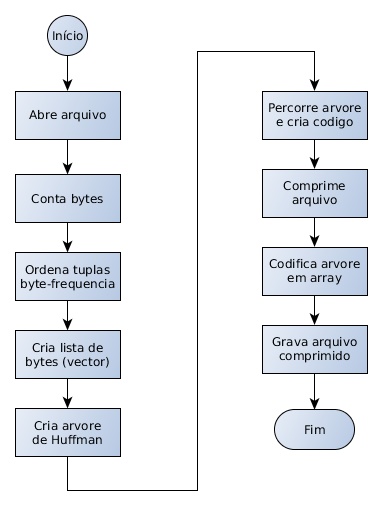 Início
Abre arquivo
Conta bytes
Ordena tuplas
byte-frequencia
Cria lista de
bytes (vector)
Cria arvore
de Huffman
Percorre arvore
e cria codigo
Comprime
arquivo
Codifica arvore
em array
Grava arquivo
comprimido
Fim